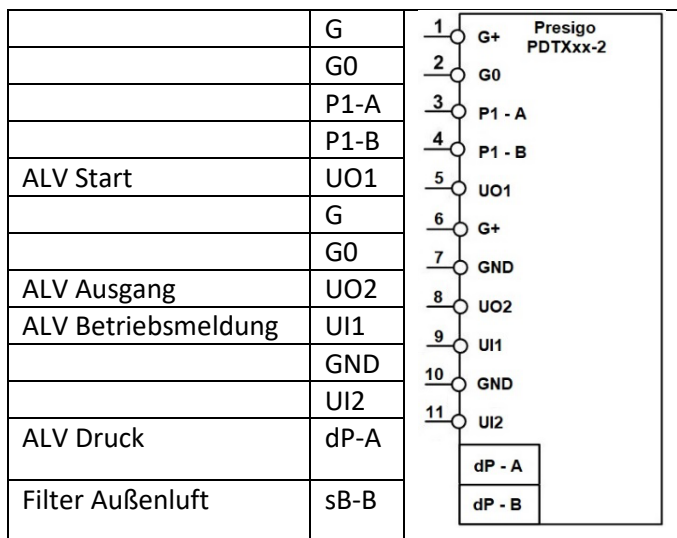 G
G0
P1-A
P1-B
ALV Start UO1
G
G0
ALV Ausgang UO2
ALV Betriebsmeldung UI1
GND
UI2
ALV Druck dP-A
Filter Außenluft sB-B
Presigo
PDTXxx-2
1 G+
2 G0
3 P1 - A
4 P1 - B
5 UO1
6 G+
7 GND
8 UO2
9 UI1
10 GND
11 UI2
dP - A
dP - B